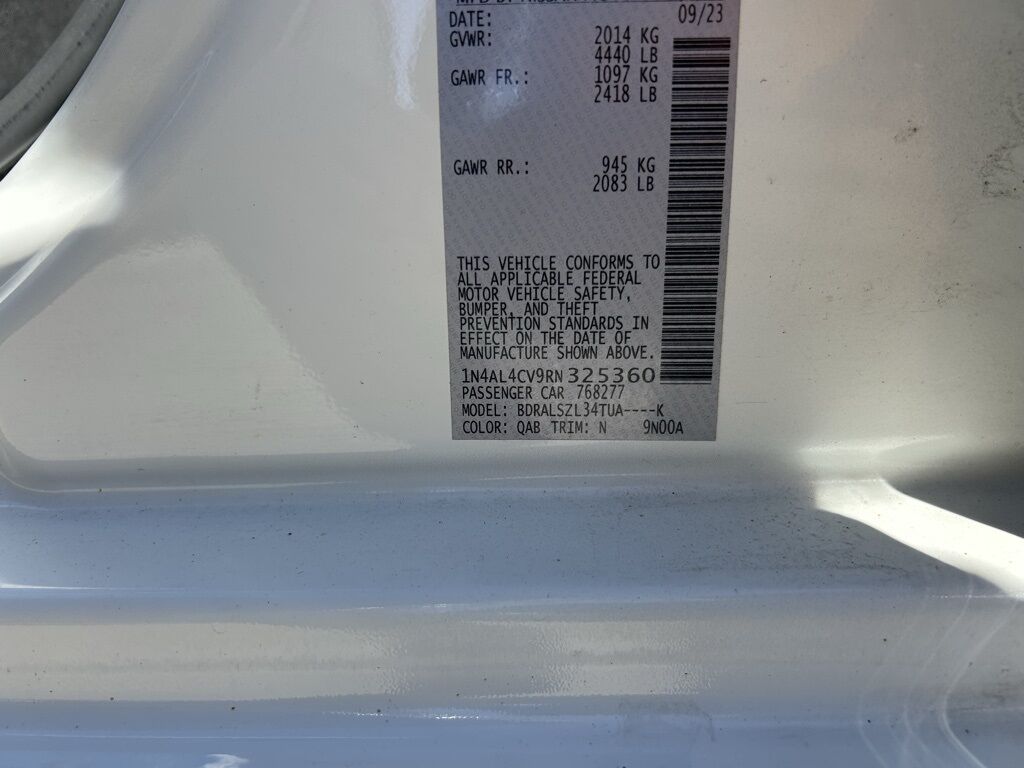 DATE: 09/23
GVWR: 2014 KG
4440 LB
GAWR FR.: 1097 KG
2418 LB
GAWR RR.: 945 KG
2083 LB
THIS VEHICLE CONFORMS TO
ALL APPLICABLE FEDERAL
MOTOR VEHICLE SAFETY,
BUMPER, AND THEFT
PREVENTION STANDARDS IN
EFFECT ON THE DATE OF
MANUFACTURE SHOWN ABOVE.
1N4AL4CV9RN325360
PASSENGER CAR 768277
MODEL: BDRALSZL34TUA----K
COLOR: QAB TRIM: N 9N00A